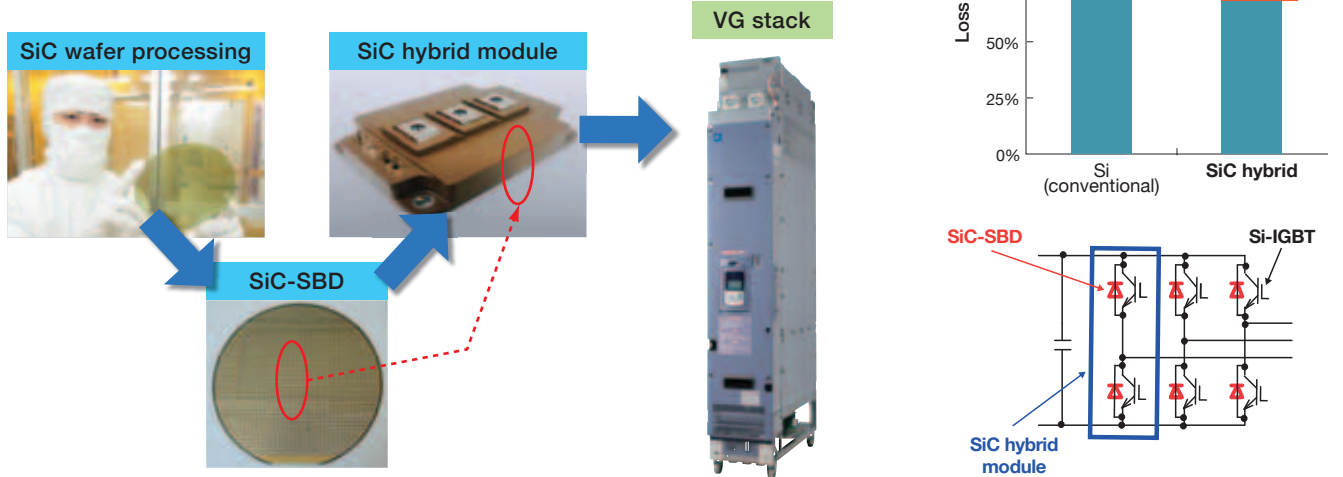 SiC wafer processing
SiC hybrid module
VG stack
SiC-SBD
Loss
50%
25%
0%
Si
(conventional)
SiC hybrid
SiC-SBD
Si-IGBT
SiC hybrid
module